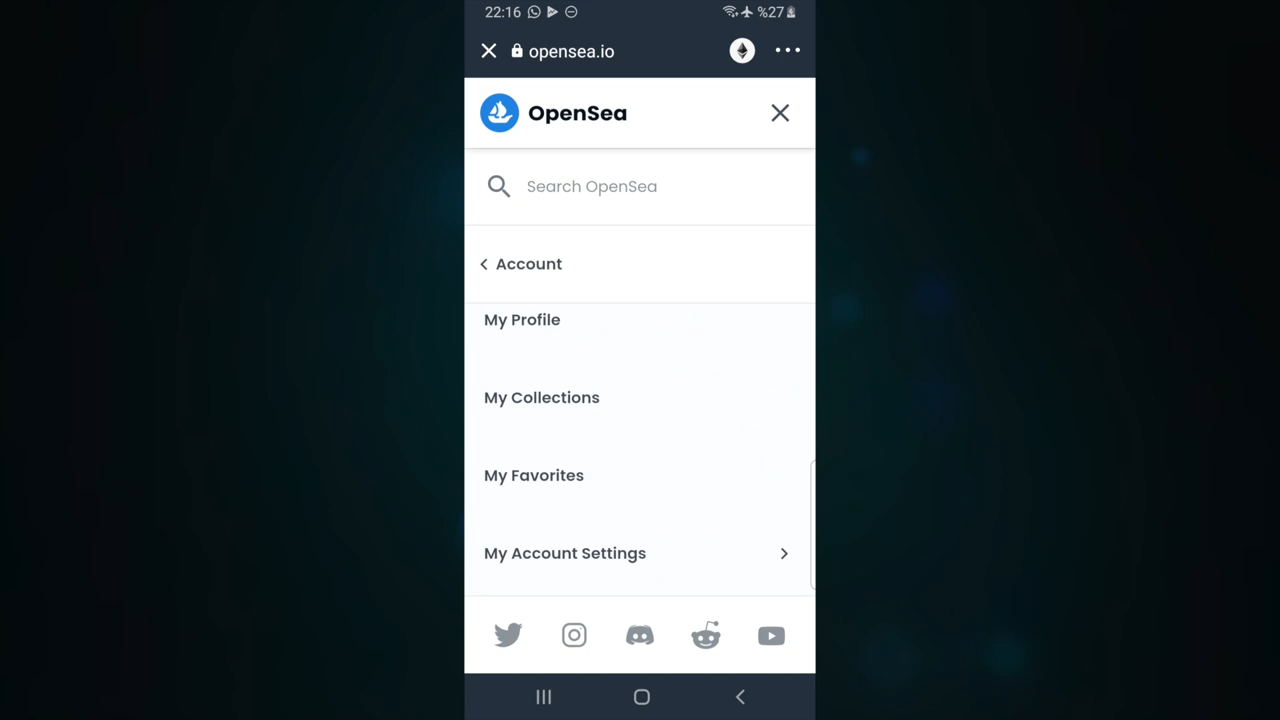 22:16 %27
opensea.io
OpenSea
Search OpenSea
Account
My Profile
My Collections
My Favorites
My Account Settings